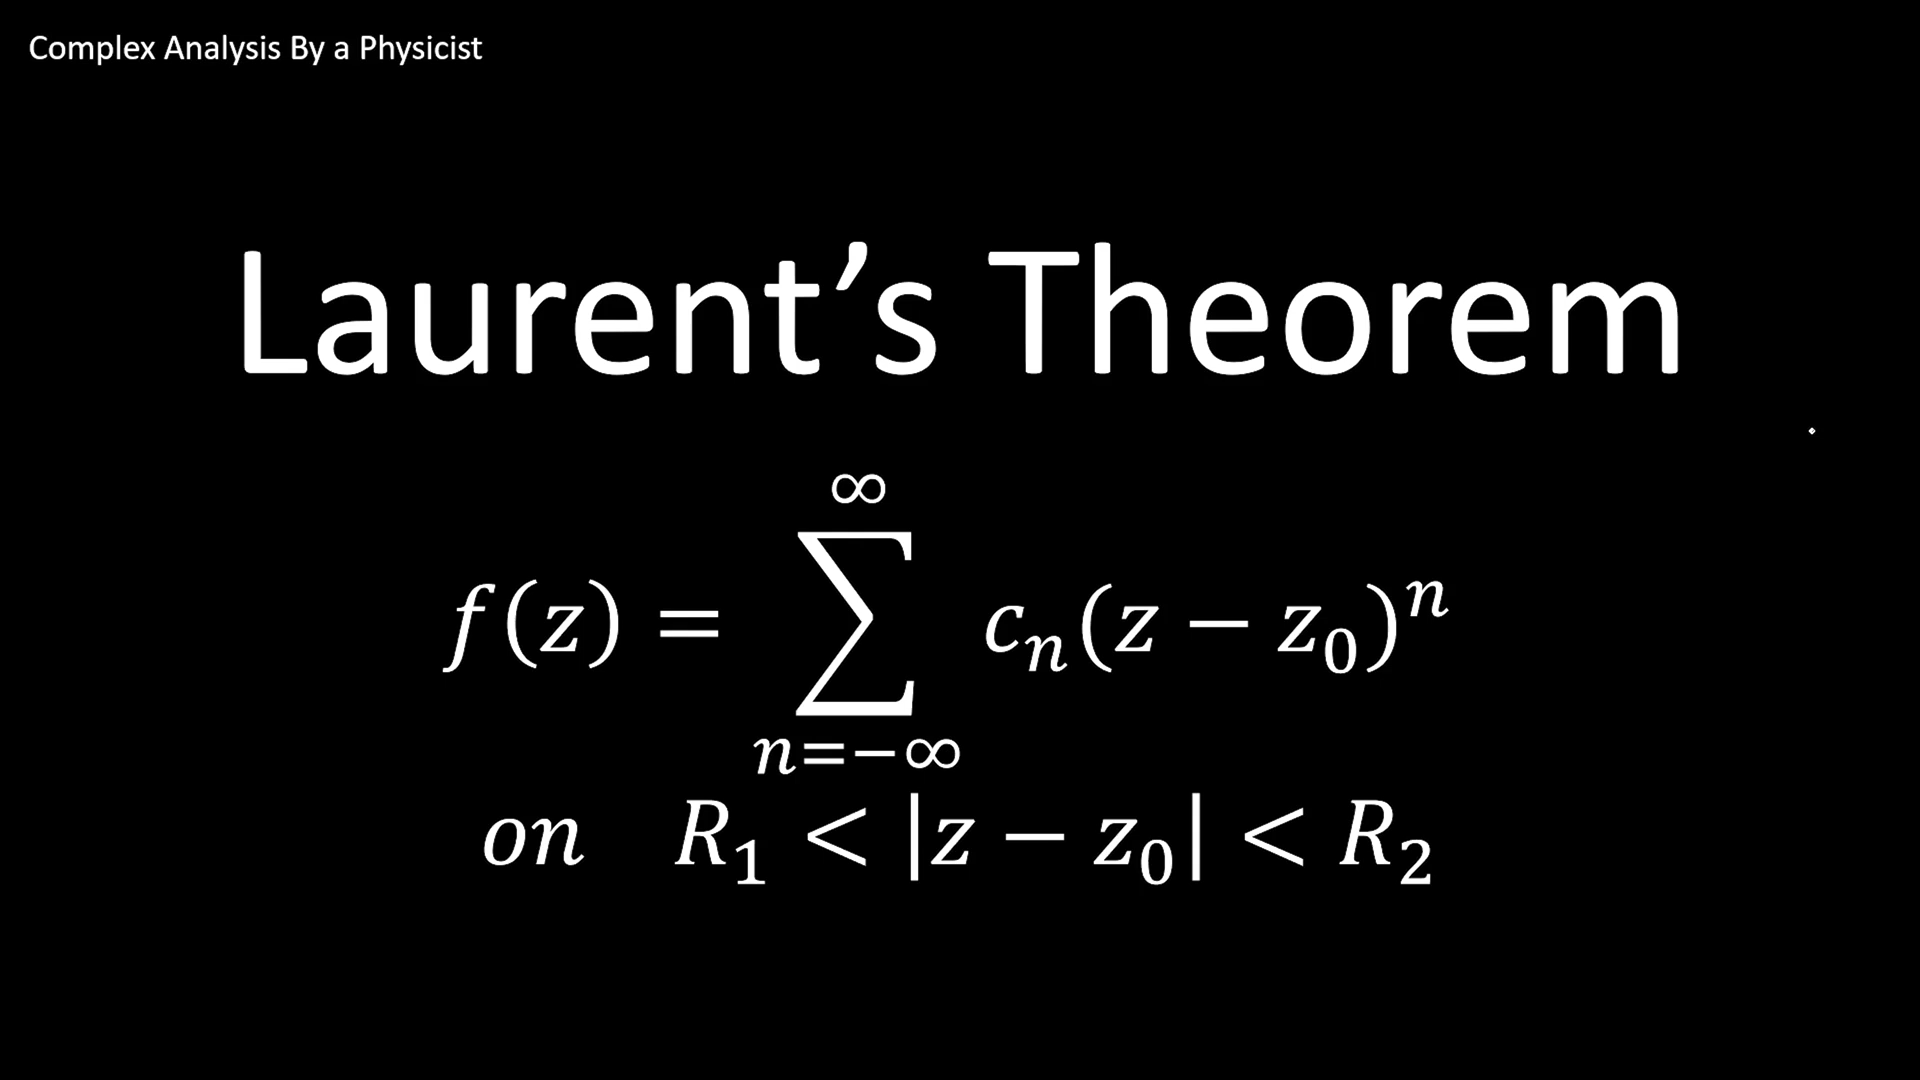 Complex Analysis By a Physicist
Laurent’s Theorem
f(z) = ∑_{n=−∞}^{∞} c_n(z − z_0)^n
on R_1 < |z − z_0| < R_2